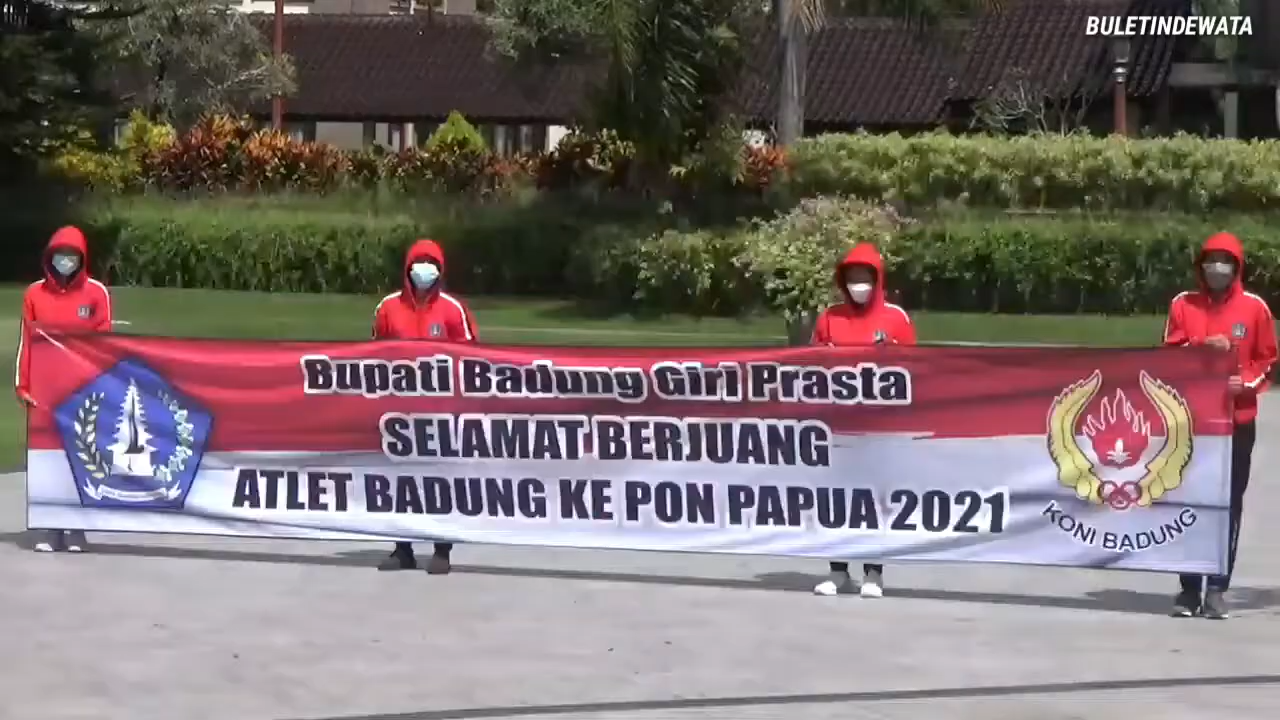 BULETINDEWATA
Bupati Badung Giri Prasta
SELAMAT BERJUANG
ATLET BADUNG KE PON PAPUA 2021
KONI BADUNG